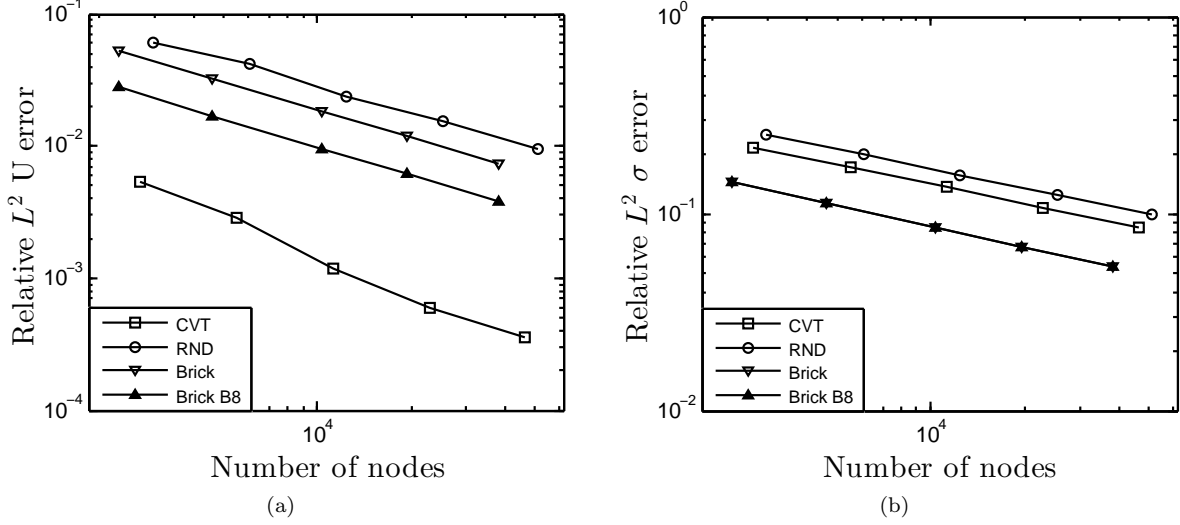 10^{-1}
10^{-2}
10^{-3}
10^{-4}
Relative L^2 U error
CVT
RND
Brick
Brick B8
10^4
Number of nodes
(a)
10^0
10^{-1}
10^{-2}
Relative L^2 σ error
CVT
RND
Brick
Brick B8
10^4
Number of nodes
(b)